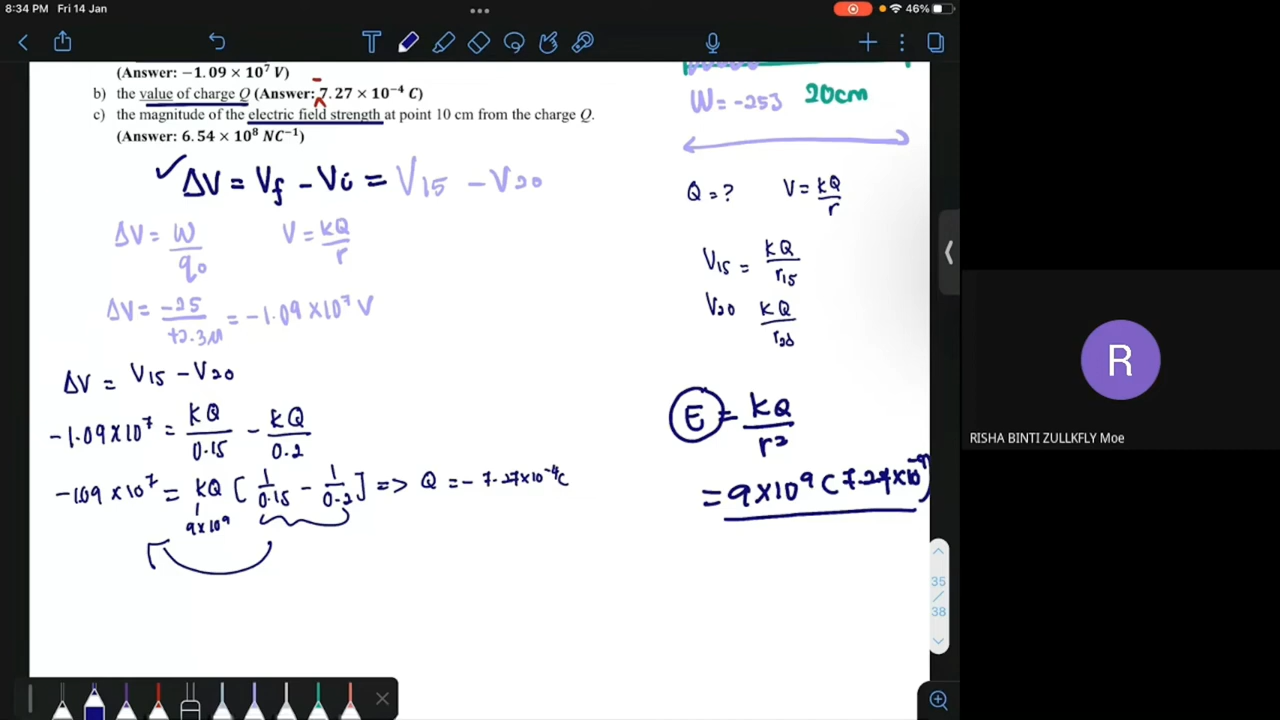 8:34 PM Fri 14 Jan
46%
(Answer: −1.09 × 10⁷ V)
b) the value of charge Q (Answer: 7.27 × 10⁻⁴ C)
c) the magnitude of the electric field strength at point 10 cm from the charge Q.
(Answer: 6.54 × 10⁸ NC⁻¹)
ΔV = Vf − Vi = V15 − V20
ΔV = W/q0 V = kQ/r
ΔV = −25/+2.3M = −1.09 × 10⁷ V
ΔV = V15 − V20
−1.09 × 10⁷ = kQ/0.15 − kQ/0.2
−1.09 × 10⁷ = kQ [ 1/0.15 − 1/0.2 ] => Q = − 7.27 × 10⁻⁴ C
9 × 10⁹
W = −25J 20cm
Q = ? V = kQ/r
V15 = kQ/r15
V20 kQ/r20
E = kQ/r²
= 9 × 10⁹ ( 7.27 × 10⁻⁴ )
35
/
38
R
RISHA BINTI ZULLKFLY Moe